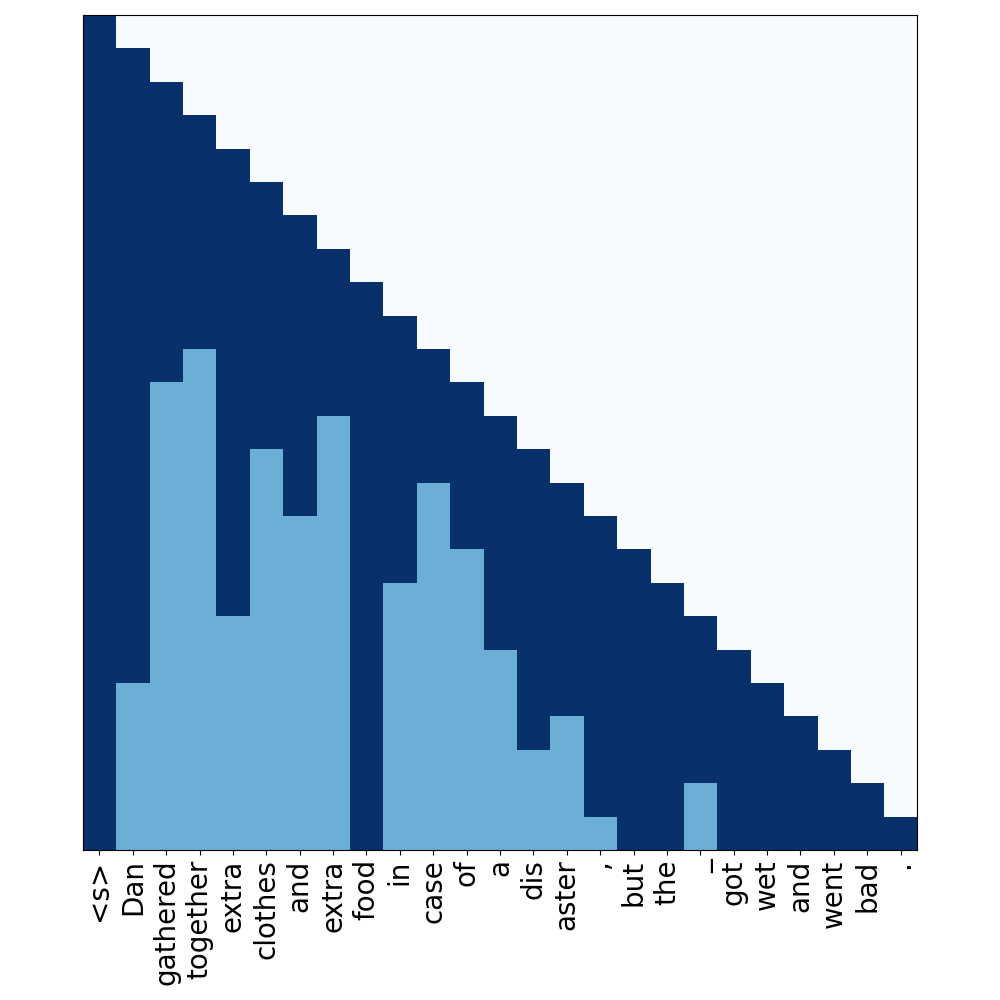 <s> Dan gathered together extra clothes and extra food in case of a dis aster , but the _ got wet and went bad .